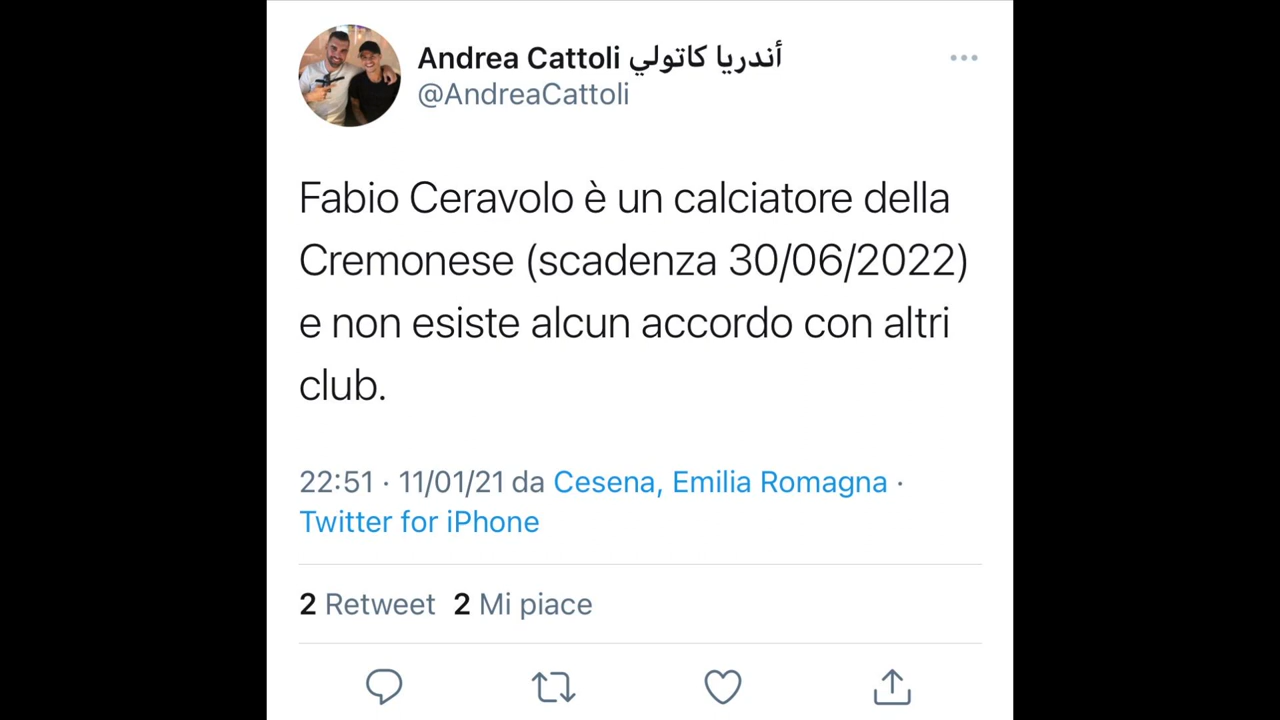 Andrea Cattoli أندريا كاتولي
@AndreaCattoli
Fabio Ceravolo è un calciatore della
Cremonese (scadenza 30/06/2022)
e non esiste alcun accordo con altri
club.
22:51 · 11/01/21 da Cesena, Emilia Romagna ·
Twitter for iPhone
2 Retweet 2 Mi piace